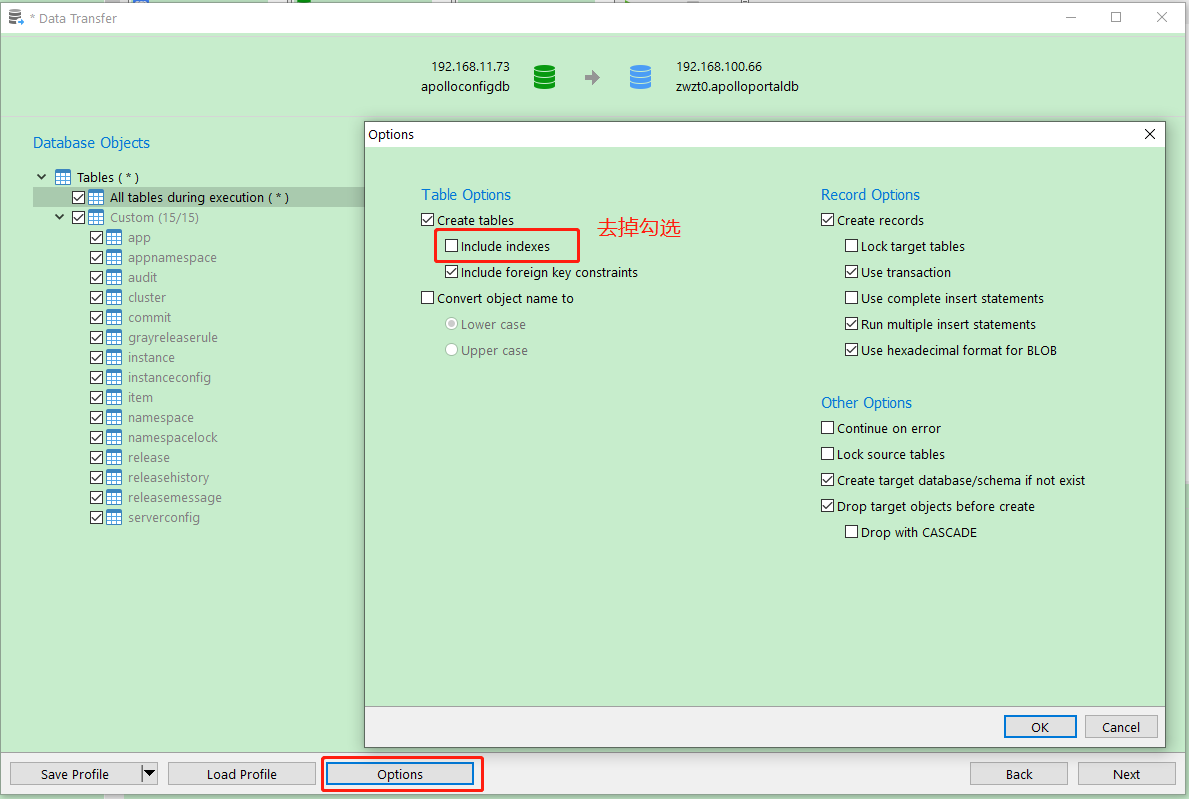 * Data Transfer
192.168.11.73
apolloconfigdb
192.168.100.66
zwzt0.apolloportaldb
Database Objects
Tables ( * )
All tables during execution ( * )
Custom (15/15)
app
appnamespace
audit
cluster
commit
grayreleaserule
instance
instanceconfig
item
namespace
namespacelock
release
releasehistory
releasemessage
serverconfig
Options
Table Options
Create tables
Include indexes
去掉勾选
Include foreign key constraints
Convert object name to
Lower case
Upper case
Record Options
Create records
Lock target tables
Use transaction
Use complete insert statements
Run multiple insert statements
Use hexadecimal format for BLOB
Other Options
Continue on error
Lock source tables
Create target database/schema if not exist
Drop target objects before create
Drop with CASCADE
OK
Cancel
Save Profile
Load Profile
Options
Back
Next